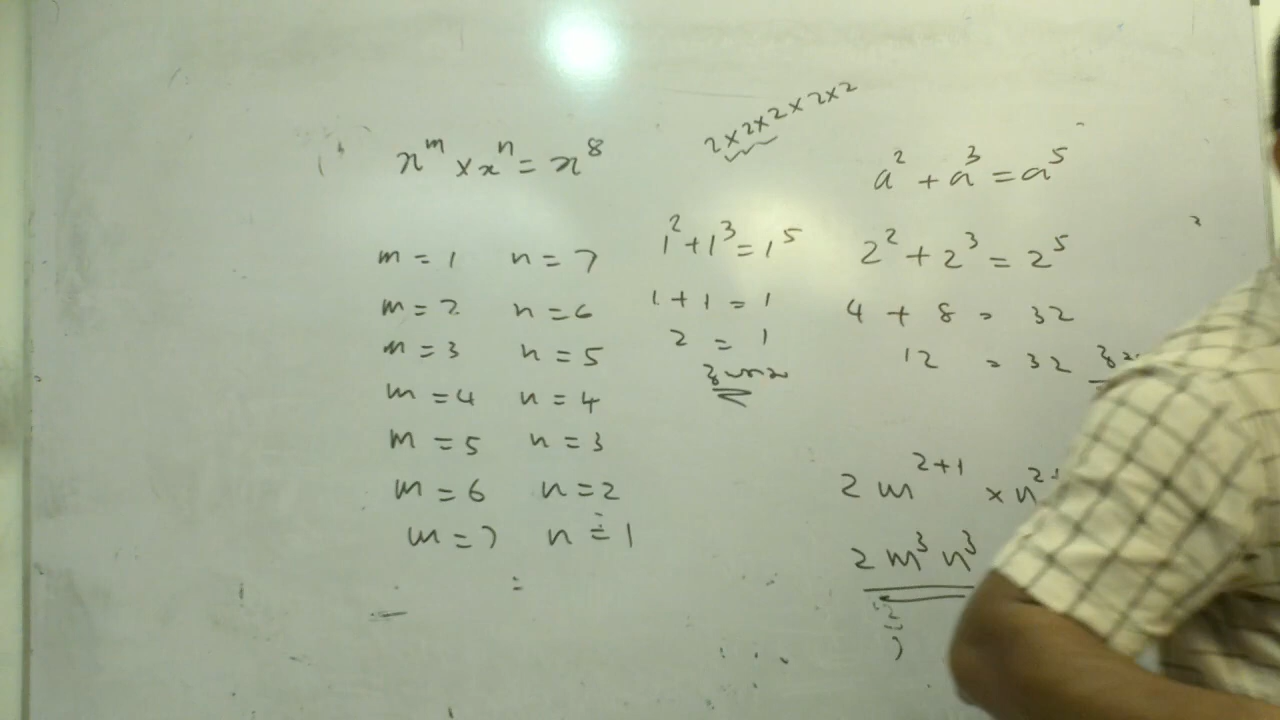 xᵐ × xⁿ = x⁸
m = 1 n = 7
m = 2 n = 6
m = 3 n = 5
m = 4 n = 4
m = 5 n = 3
m = 6 n = 2
m = 7 n = 1
2×2×2×2×2
1² + 1³ = 1⁵
1 + 1 = 1
2 = 1
a² + a³ = a⁵
2² + 2³ = 2⁵
4 + 8 = 32
12 = 32
2 m²⁺¹ × n²
2 m³ n³